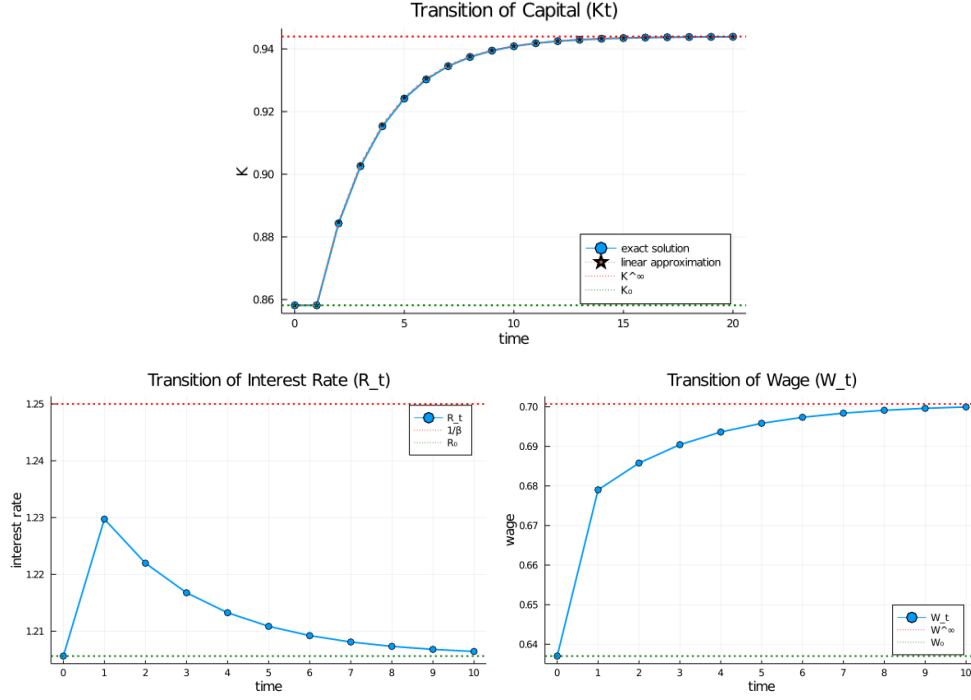 Transition of Capital (Kt)
0.94
0.92
0.90
0.88
0.86
K
exact solution
linear approximation
K^∞
K₀
0
5
10
15
20
time
Transition of Interest Rate (R_t)
1.25
1.24
1.23
1.22
1.21
interest rate
R_t
1/β
R₀
0 1 2 3 4 5 6 7 8 9 10
time
Transition of Wage (W_t)
0.70
0.69
0.68
0.67
0.66
0.65
0.64
wage
W_t
W^∞
W₀
0 1 2 3 4 5 6 7 8 9 10
time